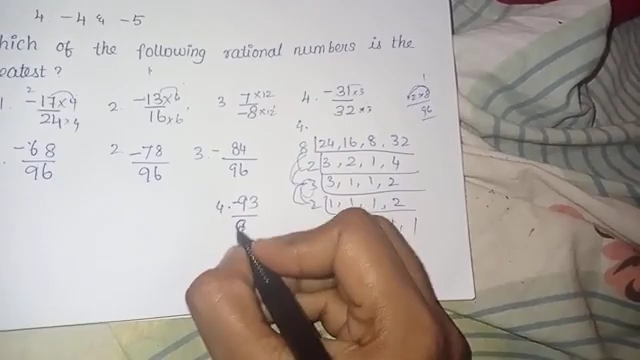 4 -4 & -5
hich of the following rational numbers is the
eatest ?
1. -17×4/24×4 2. -13×6/16×6 3 7×12/-8×12 4. -31×3/32×3
-68/96 2 -78/96 3. -84/96
8 | 24, 16, 8, 32
2 | 3, 2, 1, 4
3 | 3, 1, 1, 2
2 | 1, 1, 1, 2
4. -93